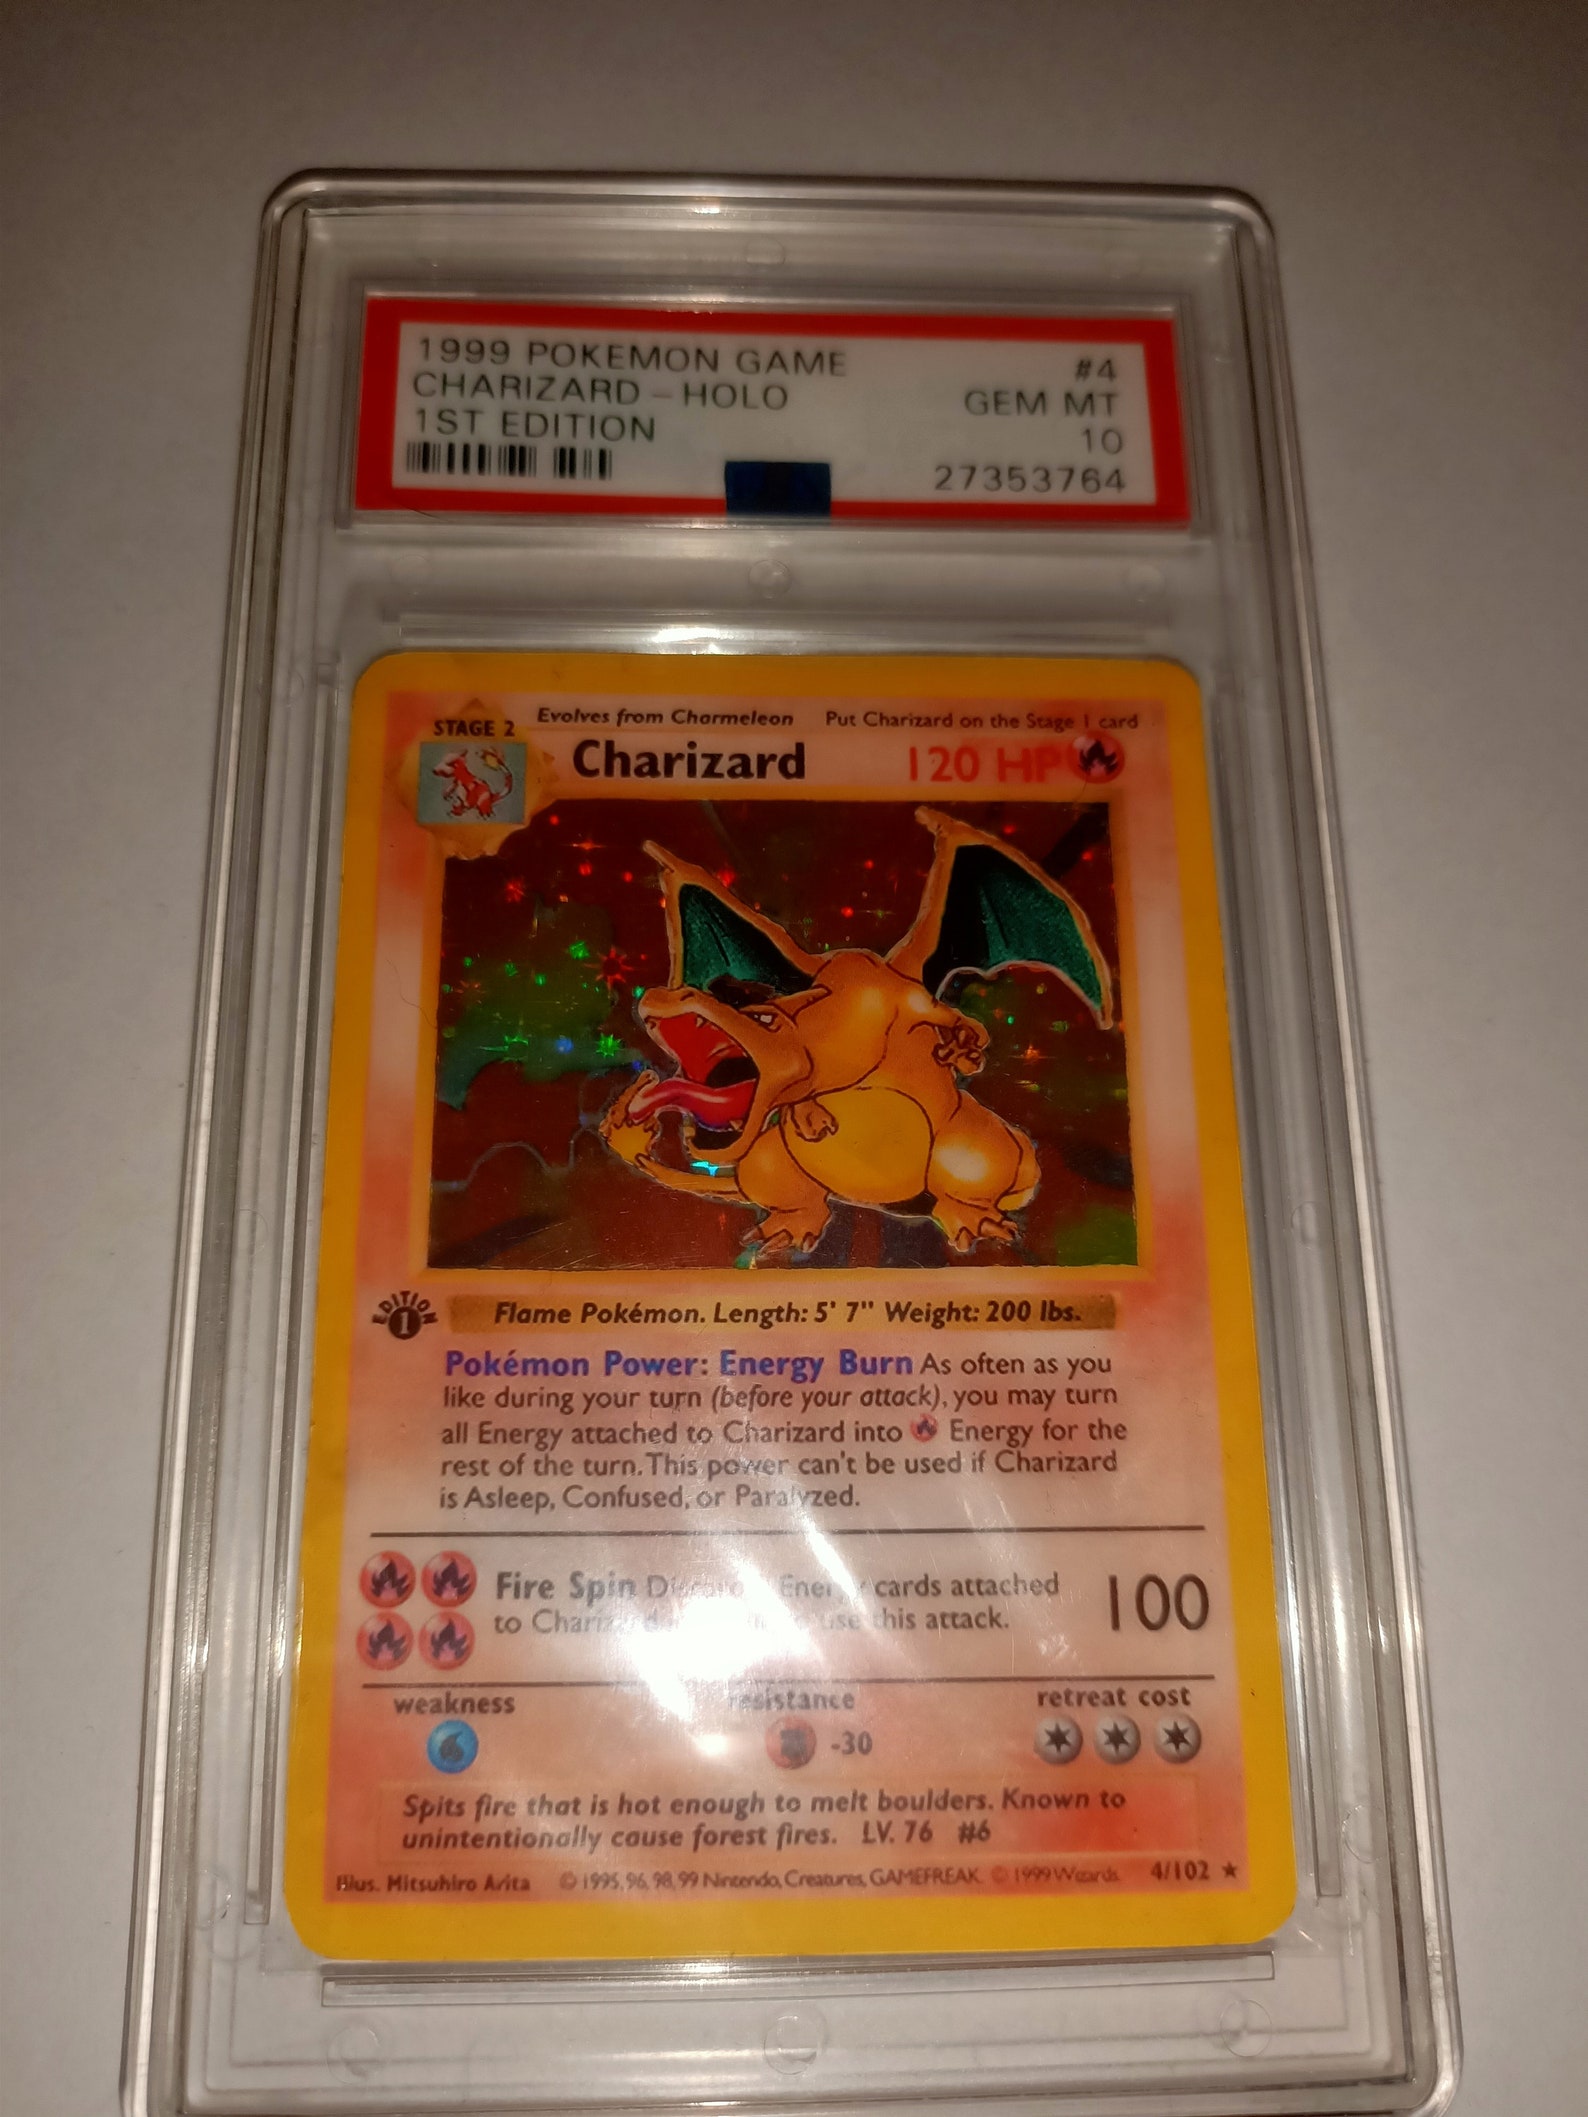 1999 POKEMON GAME #4
CHARIZARD – HOLO GEM MT
1ST EDITION 10
27353764
STAGE 2 Evolves from Charmeleon Put Charizard on the Stage 1 card
Charizard 120 HP
EDITION 1
Flame Pokémon. Length: 5' 7" Weight: 200 lbs.
Pokémon Power: Energy Burn As often as you
like during your turn (before your attack), you may turn
all Energy attached to Charizard into Energy for the
rest of the turn. This power can't be used if Charizard
is Asleep, Confused, or Paralyzed.
Fire Spin Energy cards attached 100
to Charizard use this attack.
weakness resistance retreat cost
-30
Spits fire that is hot enough to melt boulders. Known to
unintentionally cause forest fires. LV. 76 #6
Illus. Mitsuhiro Arita © 1995, 96, 98, 99 Nintendo, Creatures, GAMEFREAK. © 1999 Wizards. 4/102 ★